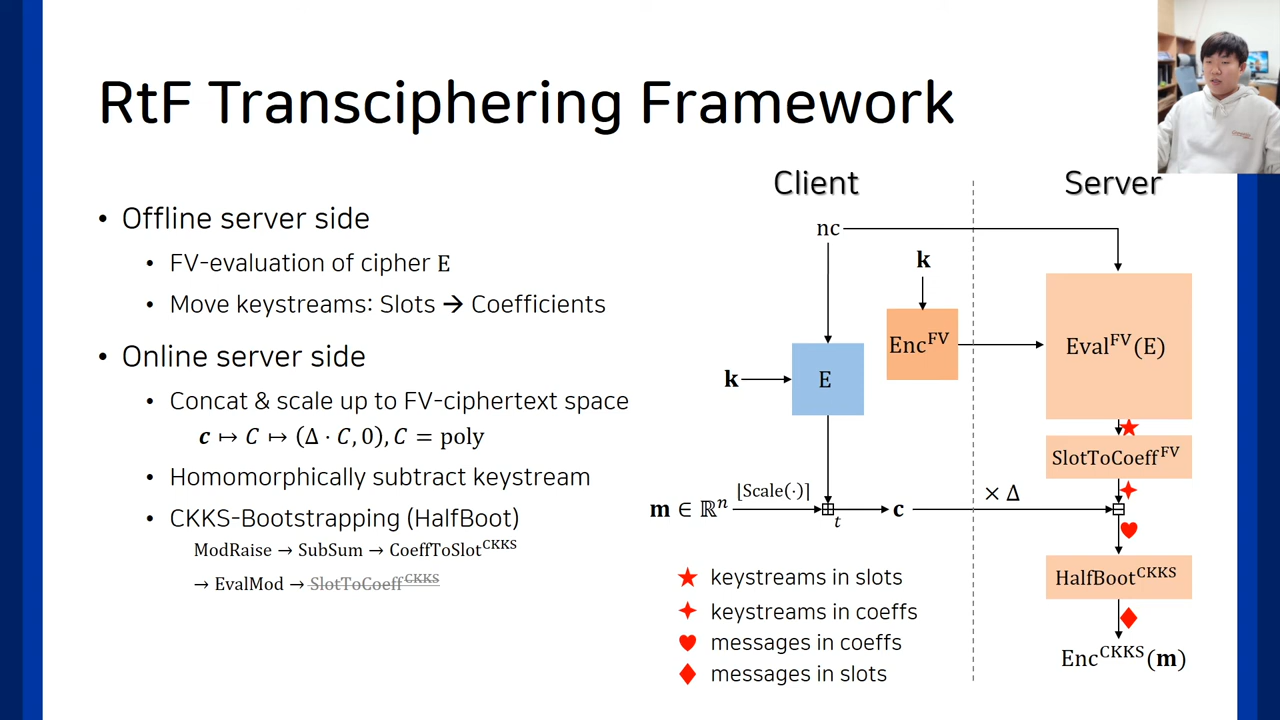 RtF Transciphering Framework
• Offline server side
• FV-evaluation of cipher E
• Move keystreams: Slots → Coefficients
• Online server side
• Concat & scale up to FV-ciphertext space
𝒄 ↦ 𝐶 ↦ (Δ · 𝐶, 0), 𝐶 = poly
• Homomorphically subtract keystream
• CKKS-Bootstrapping (HalfBoot)
ModRaise → SubSum → CoeffToSlot^CKKS
→ EvalMod → SlotToCoeff^CKKS
Client
Server
nc
k
Enc^FV
Eval^FV(E)
k
E
SlotToCoeff^FV
m ∈ ℝ^n
⌊Scale(·)⌉
t
c
× Δ
HalfBoot^CKKS
Enc^CKKS(m)
★ keystreams in slots
✦ keystreams in coeffs
♥ messages in coeffs
♦ messages in slots